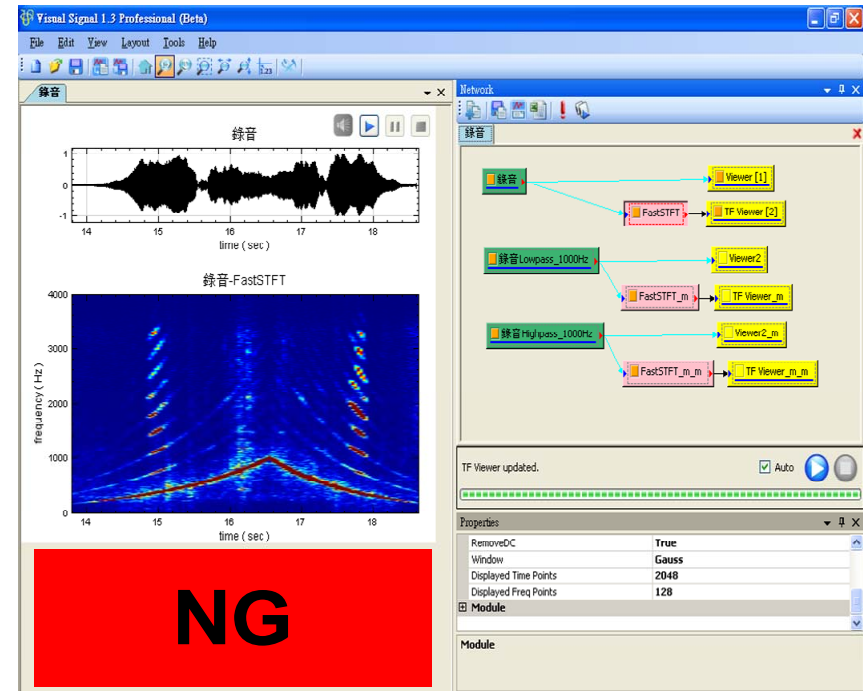 Visual Signal 1.3 Professional (Beta)
File Edit View Layout Tools Help
1.23
錄音
錄音
1
0
-1
14 15 16 17 18
time ( sec )
錄音-FastSTFT
4000
3000
2000
1000
0
frequency ( Hz )
14 15 16 17 18
time ( sec )
NG
Network
錄音
錄音
Viewer [1]
FastSTFT
TF Viewer [2]
錄音Lowpass_1000Hz
Viewer2
FastSTFT_m
TF Viewer_m
錄音Highpass_1000Hz
Viewer2_m
FastSTFT_m_m
TF Viewer_m_m
TF Viewer updated.
Auto
Properties
RemoveDC True
Window Gauss
Displayed Time Points 2048
Displayed Freq Points 128
Module
Module